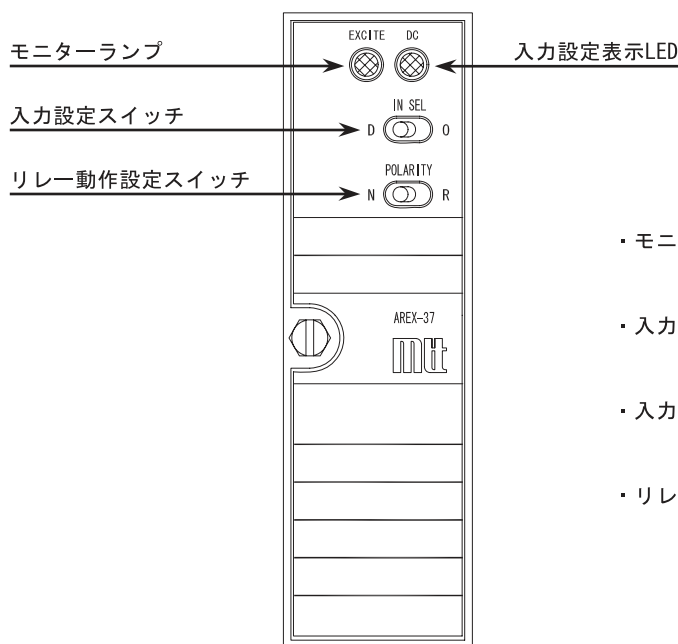 EXCITE DC
モニターランプ
入力設定表示LED
IN SEL
入力設定スイッチ
D O
POLARITY
リレー動作設定スイッチ
N R
・モニ
・入力
・入力
・リレ
AREX-37
mtt